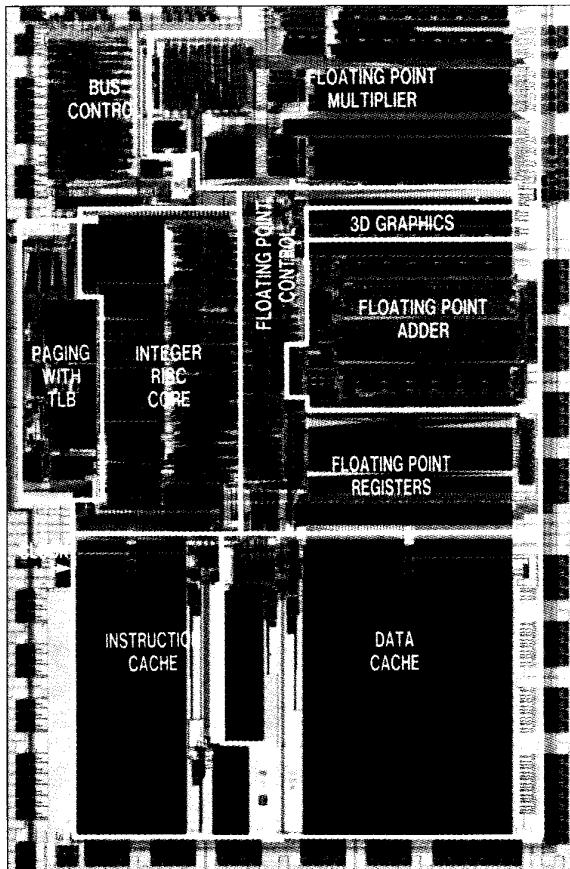 BUS
CONTRO
FLOATING POINT
MULTIPLIER
3D GRAPHICS
FLOATING POINT
CONTROL
FLOATING POINT
ADDER
PAGING
WITH
TLB
INTEGER
RISC
CORE
FLOATING POINT
REGISTERS
INSTRUCTIO
CACHE
DATA
CACHE